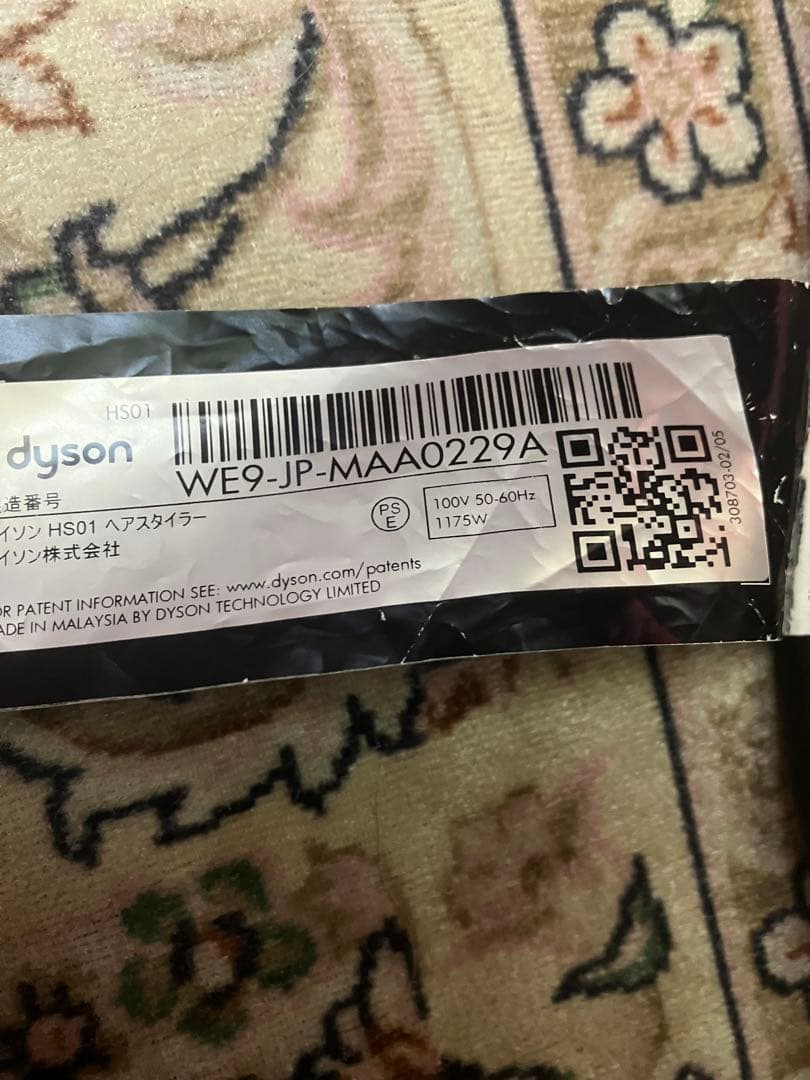 HS01
dyson
WE9-JP-MAA0229A
造番号
イソン HS01 ヘアスタイラー
イソン株式会社
PS
E
100V 50-60Hz
1175W
308703-02/05
OR PATENT INFORMATION SEE: www.dyson.com/patents
ADE IN MALAYSIA BY DYSON TECHNOLOGY LIMITED